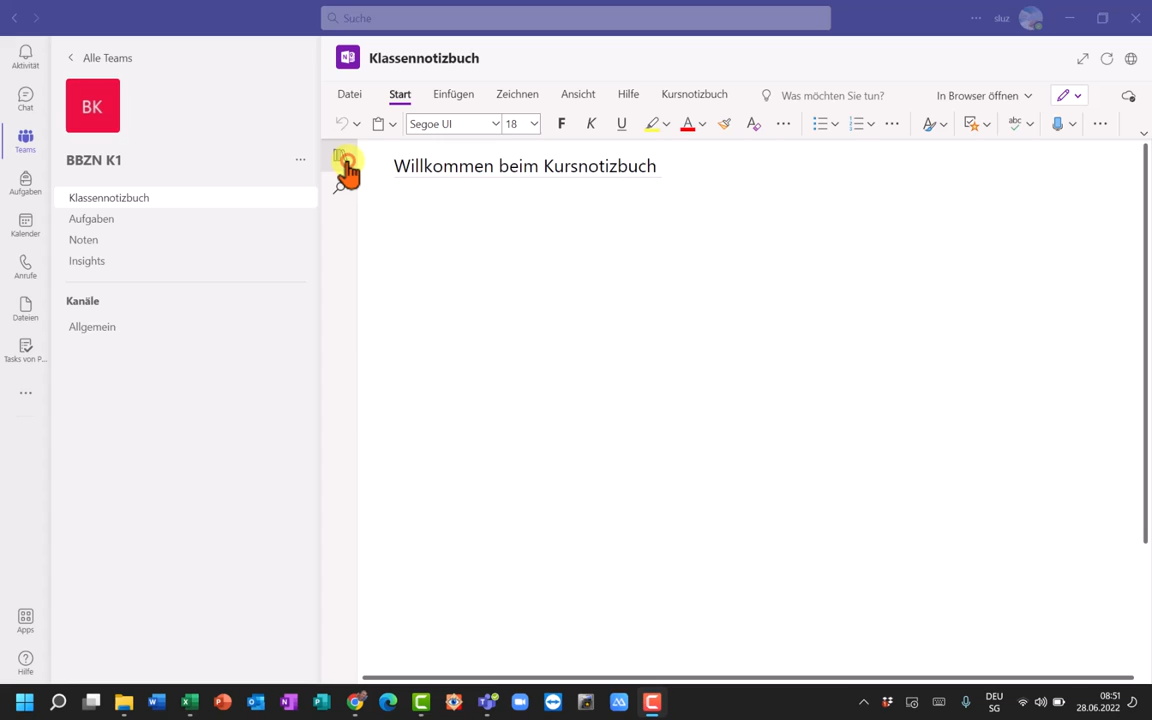 Suche
sluz
Aktivität
Chat
Teams
Aufgaben
Kalender
Anrufe
Dateien
Tasks von P...
Apps
Hilfe
Alle Teams
BK
BBZN K1
Klassennotizbuch
Aufgaben
Noten
Insights
Kanäle
Allgemein
N
Klassennotizbuch
Datei Start Einfügen Zeichnen Ansicht Hilfe Kursnotizbuch Was möchten Sie tun? In Browser öffnen
Segoe UI 18 F K U A abc
Willkommen beim Kursnotizbuch
DEU
SG
08:51
28.06.2022